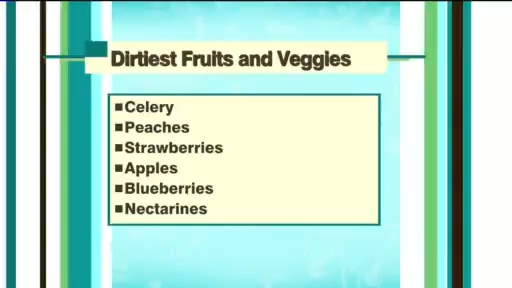 Dirtiest Fruits and Veggies
▪Celery
▪Peaches
▪Strawberries
▪Apples
▪Blueberries
▪Nectarines